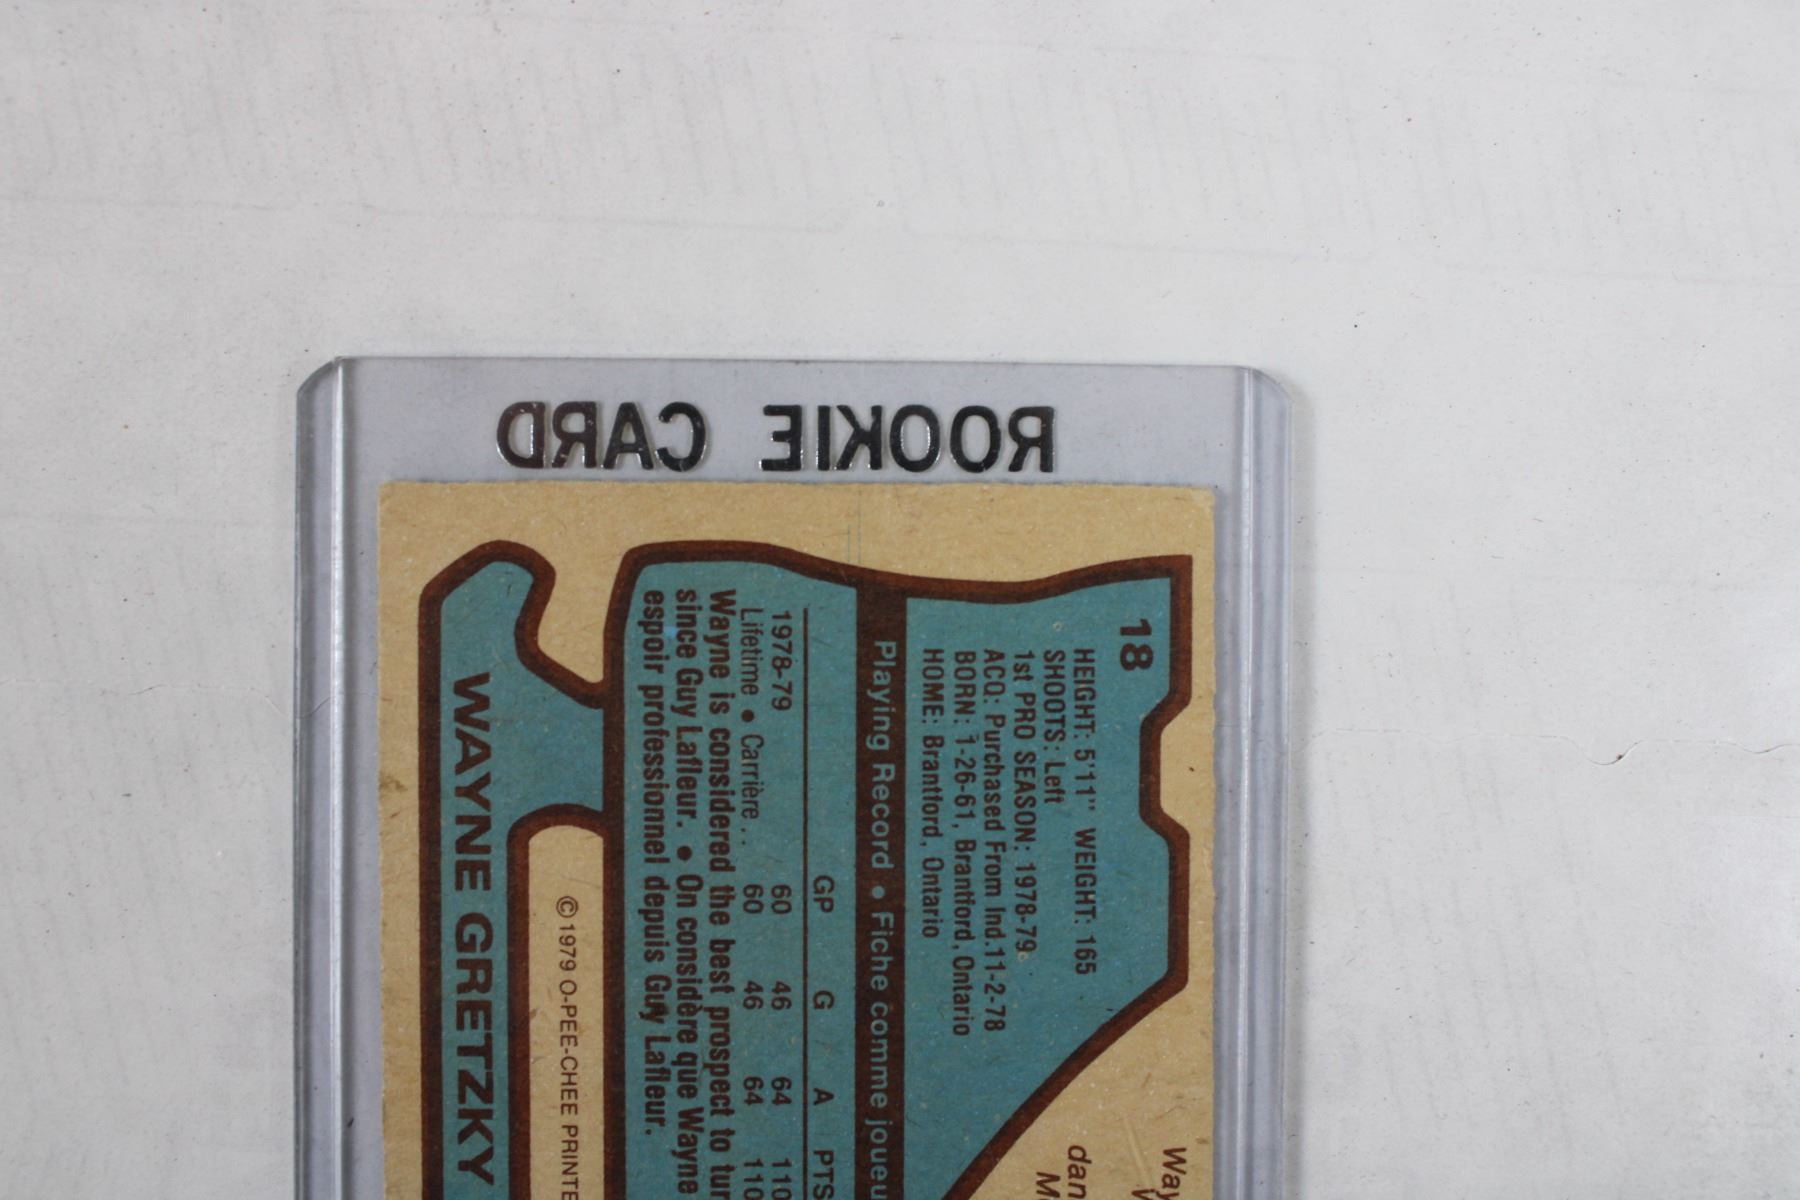 ROOKIE CARD
18
HEIGHT: 5'11" WEIGHT: 165
SHOOTS: Left
1st PRO SEASON: 1978-79
ACQ: Purchased From Ind. 11-2-78
BORN: 1-26-61, Brantford, Ontario
HOME: Brantford, Ontario
Way
dan
Playing Record • Fiche comme joueu
GP G A PTS
1978-79 60 46 64 110
Lifetime • Carrière .. 60 46 64 110
Wayne is considered the best prospect to tur
since Guy Lafleur. • On considère que Wayne
espoir professionnel depuis Guy Lafleur.
© 1979 O-PEE-CHEE PRINTE
WAYNE GRETZKY